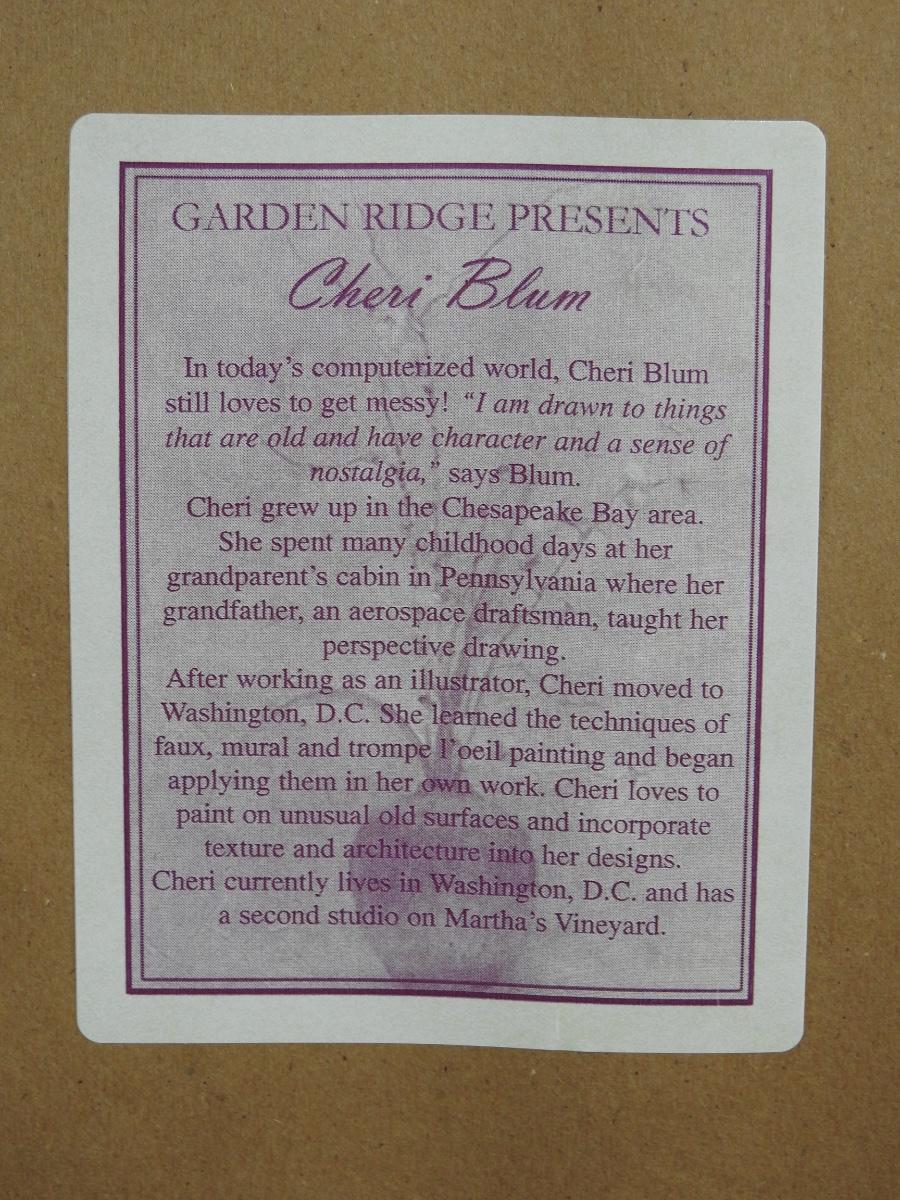 GARDEN RIDGE PRESENTS
Cheri Blum
In today's computerized world, Cheri Blum
still loves to get messy! "I am drawn to things
that are old and have character and a sense of
nostalgia," says Blum.
Cheri grew up in the Chesapeake Bay area.
She spent many childhood days at her
grandparent's cabin in Pennsylvania where her
grandfather, an aerospace draftsman, taught her
perspective drawing.
After working as an illustrator, Cheri moved to
Washington, D.C. She learned the techniques of
faux, mural and trompe l'oeil painting and began
applying them in her own work. Cheri loves to
paint on unusual old surfaces and incorporate
texture and architecture into her designs.
Cheri currently lives in Washington, D.C. and has
a second studio on Martha's Vineyard.